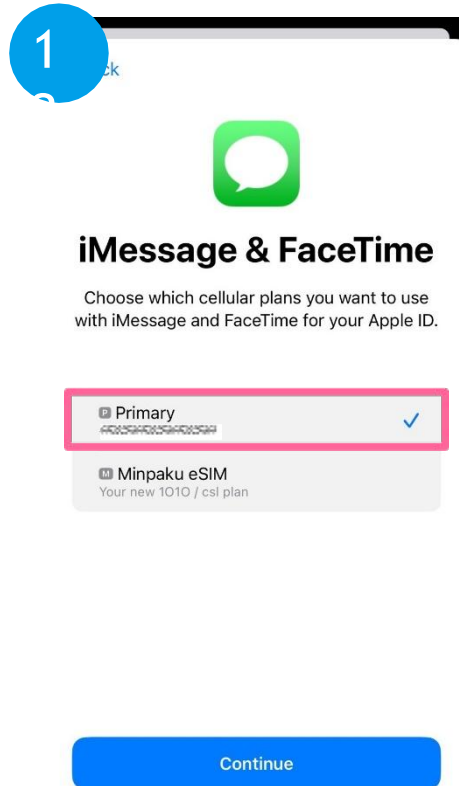 1
ck
iMessage & FaceTime
Choose which cellular plans you want to use
with iMessage and FaceTime for your Apple ID.
P Primary
M Minpaku eSIM
Your new 1O1O / csl plan
Continue